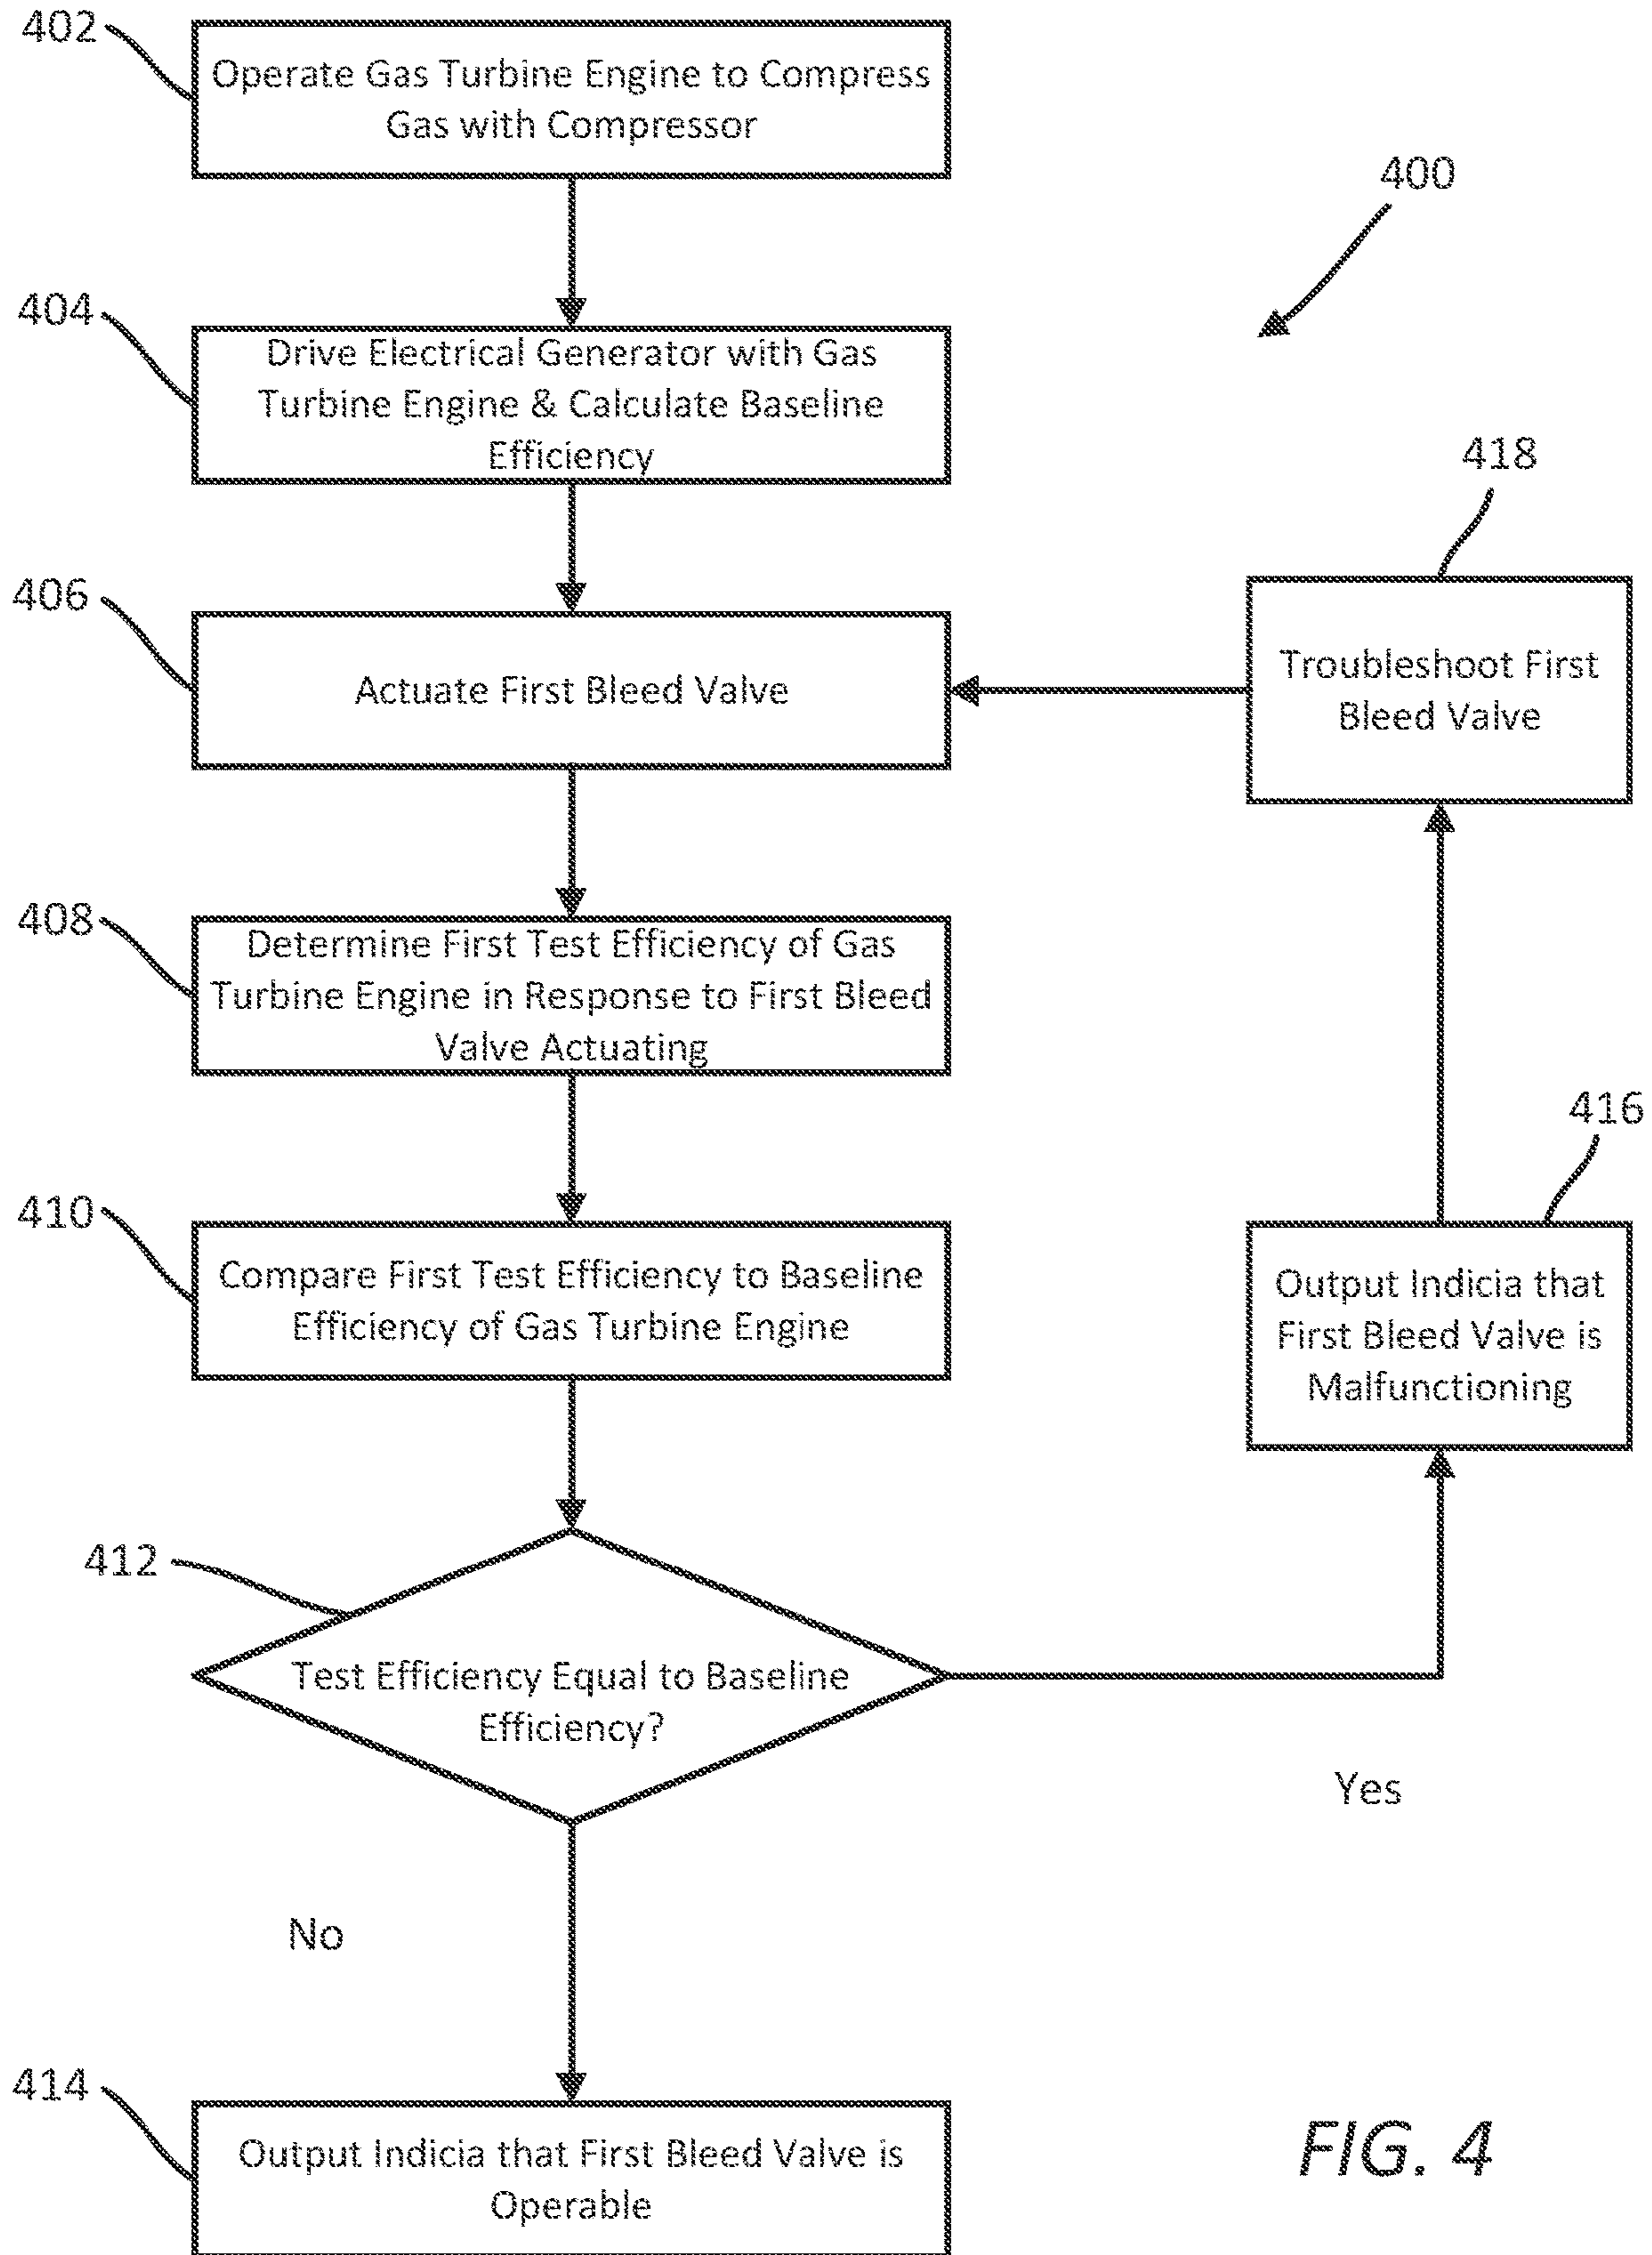 402
Operate Gas Turbine Engine to Compress
Gas with Compressor
400
404
Drive Electrical Generator with Gas
Turbine Engine & Calculate Baseline
Efficiency
418
406
Actuate First Bleed Valve
Troubleshoot First
Bleed Valve
408
Determine First Test Efficiency of Gas
Turbine Engine in Response to First Bleed
Valve Actuating
416
410
Compare First Test Efficiency to Baseline
Efficiency of Gas Turbine Engine
Output Indicia that
First Bleed Valve is
Malfunctioning
412
Test Efficiency Equal to Baseline
Efficiency?
Yes
No
414
Output Indicia that First Bleed Valve is
Operable
FIG. 4